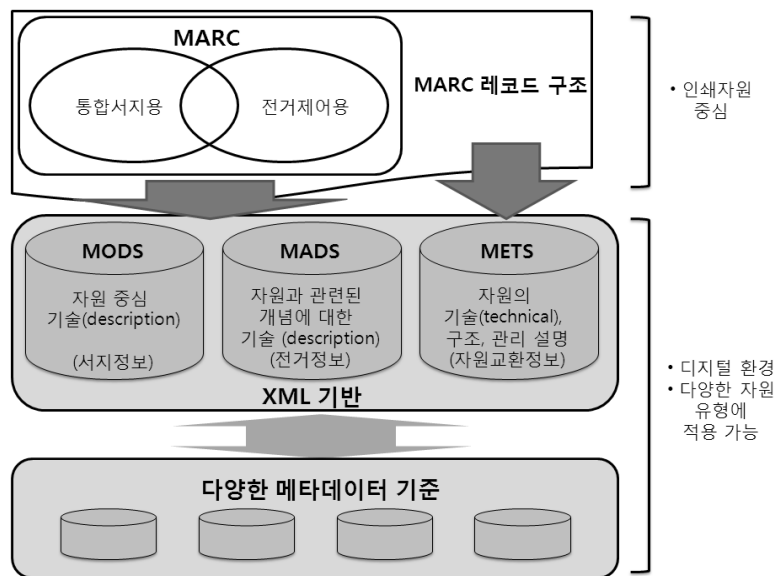 MARC
통합서지용
전거제어용
MARC 레코드 구조
• 인쇄자원
중심
MODS
자원 중심
기술(description)
(서지정보)
MADS
자원과 관련된
개념에 대한
기술 (description)
(전거정보)
METS
자원의
기술(technical),
구조, 관리 설명
(자원교환정보)
XML 기반
• 디지털 환경
• 다양한 자원
유형에
적용 가능
다양한 메타데이터 기준